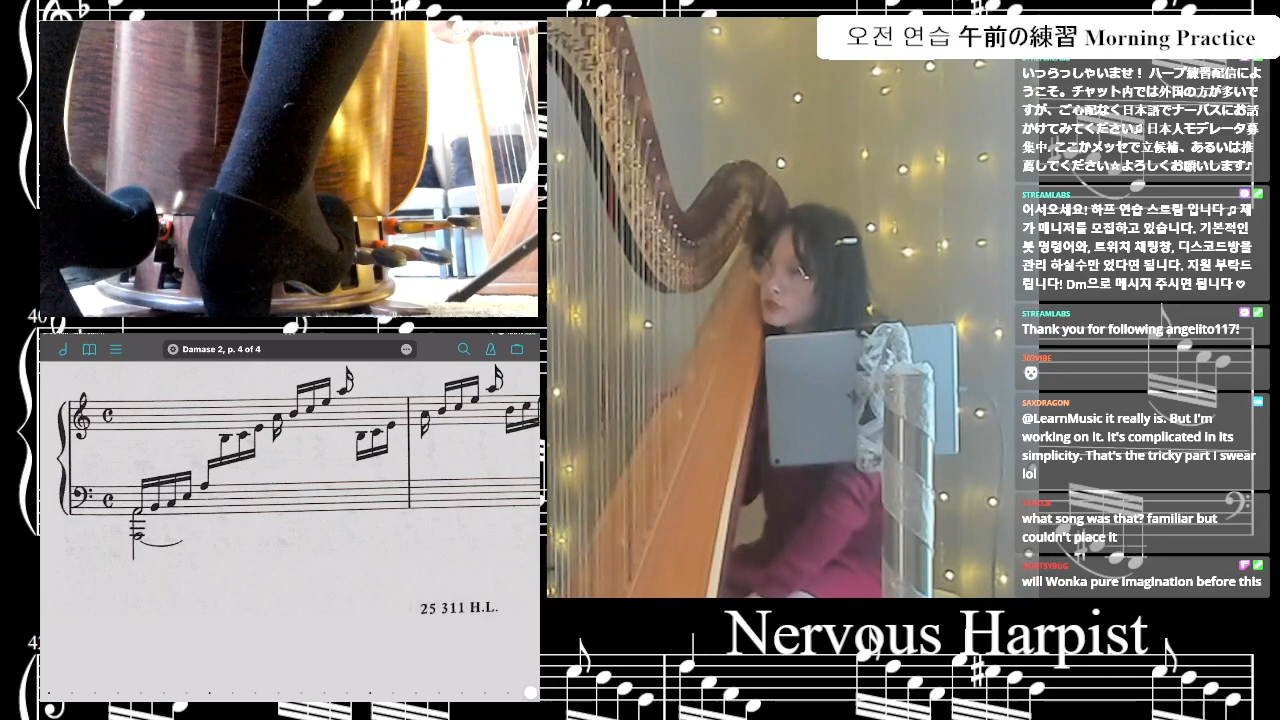 오전 연습 午前の練習 Morning Practice
いらっしゃいませ！ ハープ練習配信によ
うこそ。チャット内では外国の方が多いで
すが、ご心配なく日本語でナーバスにお話
かけてみてください♫ 日本人モデレータ募
集中, ここかメッセで立候補、あるいは推
薦してください☆よろしくお願いします♪
STREAMLABS
어서오세요! 하프 연습 스트림 입니다 ♫ 제
가 매니저를 모집하고 있습니다. 기본적인
봇 명령어와, 트위치 채팅창, 디스코드방을
관리 하실수만 있다면 됩니다. 지원 부탁드
립니다! Dm으로 메시지 주시면 됩니다 ♡
STREAMLABS
Thank you for following angelito117!
303VIBE
SAXDRAGON
@LearnMusic it really is. But I'm
working on it. It's complicated in its
simplicity. That's the tricky part I swear
lol
what song was that? familiar but
couldn't place it
will Wonka pure imagination before this
40
Damase 2, p. 4 of 4
25 311 H.L.
42
Nervous Harpist